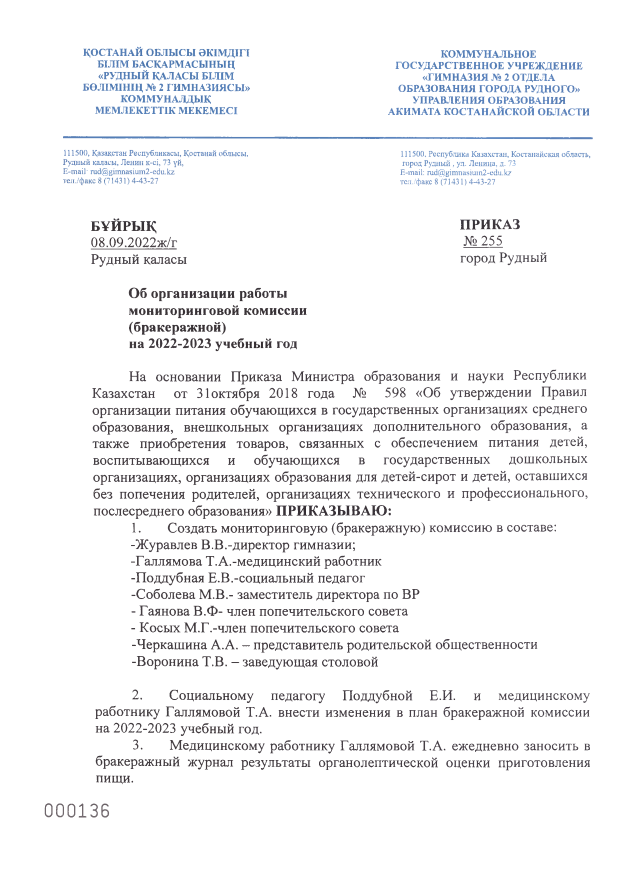 ҚОСТАНАЙ ОБЛЫСЫ ӘКІМДІГІ
БІЛІМ БАСҚАРМАСЫНЫҢ
«РУДНЫЙ ҚАЛАСЫ БІЛІМ
БӨЛІМІНІҢ № 2 ГИМНАЗИЯСЫ»
КОММУНАЛДЫҚ
МЕМЛЕКЕТТІК МЕКЕМЕСІ
КОММУНАЛЬНОЕ
ГОСУДАРСТВЕННОЕ УЧРЕЖДЕНИЕ
«ГИМНАЗИЯ № 2 ОТДЕЛА
ОБРАЗОВАНИЯ ГОРОДА РУДНОГО»
УПРАВЛЕНИЯ ОБРАЗОВАНИЯ
АКИМАТА КОСТАНАЙСКОЙ ОБЛАСТИ
111500, Қазақстан Республикасы, Қостанай облысы,
Рудный қаласы, Ленин к-сі, 73 үй,
E-mail: rud@gimnasium2-edu.kz
тел./факс 8 (71431) 4-43-27
111500, Республика Казахстан, Костанайская область,
город Рудный , ул. Ленина, д. 73
E-mail: rud@gimnasium2-edu.kz
тел./факс 8 (71431) 4-43-27
БҰЙРЫҚ
08.09.2022ж/г
Рудный қаласы
ПРИКАЗ
№ 255
город Рудный
Об организации работы
мониторинговой комиссии
(бракеражной)
на 2022-2023 учебный год
На основании Приказа Министра образования и науки Республики
Казахстан от 31октября 2018 года № 598 «Об утверждении Правил
организации питания обучающихся в государственных организациях среднего
образования, внешкольных организациях дополнительного образования, а
также приобретения товаров, связанных с обеспечением питания детей,
воспитывающихся и обучающихся в государственных дошкольных
организациях, организациях образования для детей-сирот и детей, оставшихся
без попечения родителей, организациях технического и профессионального,
послесреднего образования» ПРИКАЗЫВАЮ:
1. Создать мониторинговую (бракеражную) комиссию в составе:
-Журавлев В.В.-директор гимназии;
-Галлямова Т.А.-медицинский работник
-Поддубная Е.В.-социальный педагог
-Соболева М.В.- заместитель директора по ВР
- Гаянова В.Ф- член попечительского совета
- Косых М.Г.-член попечительского совета
-Черкашина А.А. – представитель родительской общественности
-Воронина Т.В. – заведующая столовой
2. Социальному педагогу Поддубной Е.И. и медицинскому
работнику Галлямовой Т.А. внести изменения в план бракеражной комиссии
на 2022-2023 учебный год.
3. Медицинскому работнику Галлямовой Т.А. ежедневно заносить в
бракеражный журнал результаты органолептической оценки приготовления
пищи.
000136